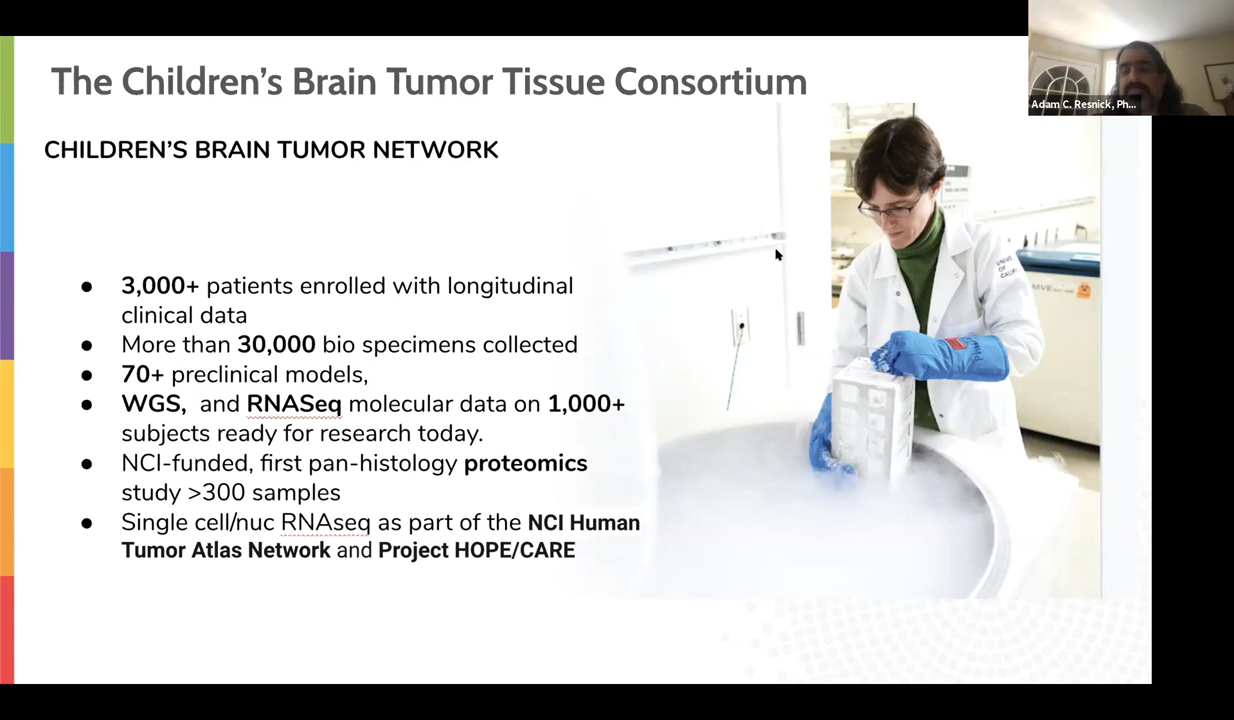 The Children's Brain Tumor Tissue Consortium
Adam C. Resnick, Ph...
CHILDREN'S BRAIN TUMOR NETWORK
● 3,000+ patients enrolled with longitudinal
clinical data
● More than 30,000 bio specimens collected
● 70+ preclinical models,
● WGS, and RNASeq molecular data on 1,000+
subjects ready for research today.
● NCI-funded, first pan-histology proteomics
study >300 samples
● Single cell/nuc RNAseq as part of the NCI Human
Tumor Atlas Network and Project HOPE/CARE
OF
MVE